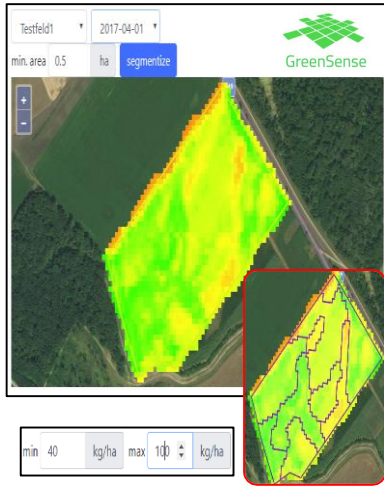 Testfeld1 2017-04-01
min. area 0.5 ha segmentize
GreenSense
+
−
min 40 kg/ha max 100 kg/ha